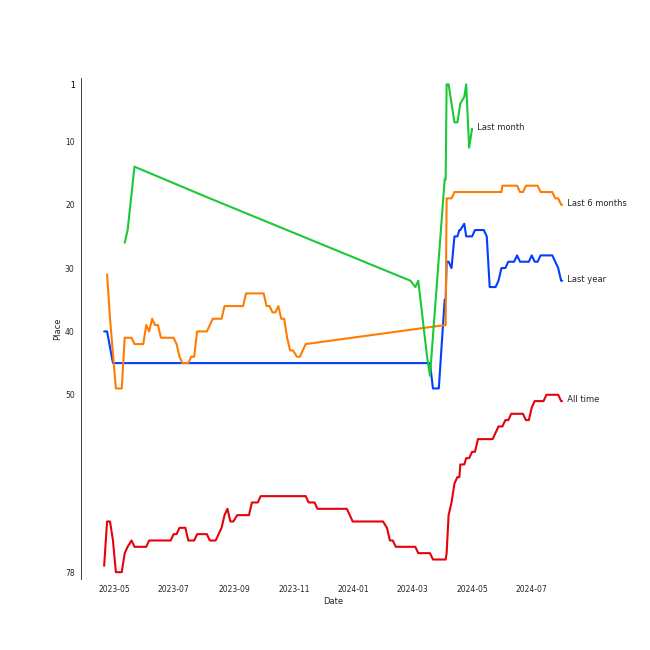 1
Last month
10
20
Last 6 months
30
Last year
40
Place
50
All time
78
2023-05 2023-07 2023-09 2023-11 2024-01 2024-03 2024-05 2024-07
Date